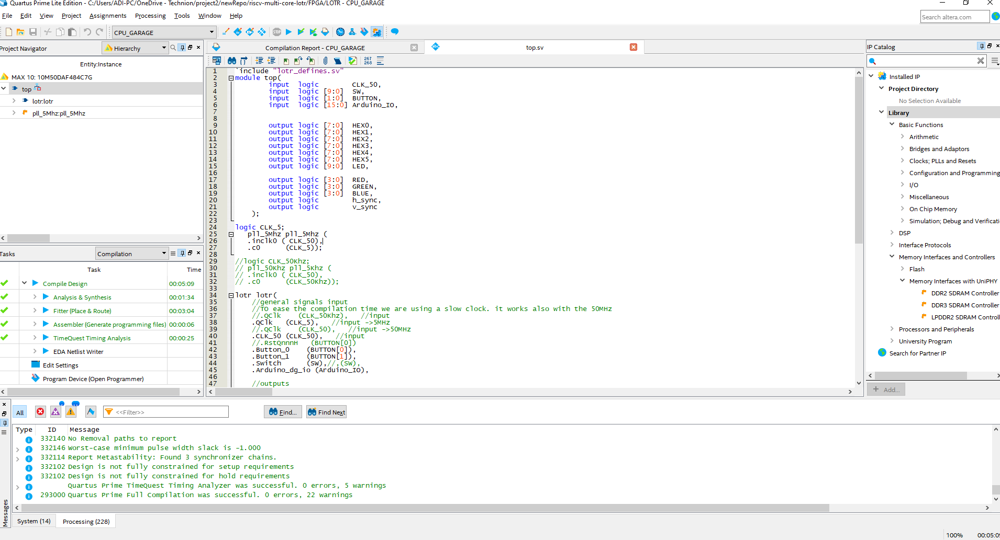 Quartus Prime Lite Edition - C:/Users/ADI-PC/OneDrive - Technion/project2/newRepo/riscv-multi-core-lotr/FPGA/LOTR - CPU_GARAGE
File Edit View Project Assignments Processing Tools Window Help
Search altera.com
CPU_GARAGE
STOP
Project Navigator
Hierarchy
Entity:Instance
MAX 10: 10M50DAF484C7G
top
lotr:lotr
pll_5Mhz:pll_5Mhz
Tasks
Compilation
Task Time
Compile Design 00:05:09
Analysis & Synthesis 00:01:34
Fitter (Place & Route) 00:03:04
Assembler (Generate programming files) 00:00:06
TimeQuest Timing Analysis 00:00:25
EDA Netlist Writer
Edit Settings
Program Device (Open Programmer)
Compilation Report - CPU_GARAGE
abc top.sv
267
268
1 `include "lotr_defines.sv"
2 module top(
3 input logic CLK_50,
4 input logic [9:0] SW,
5 input logic [1:0] BUTTON,
6 input logic [15:0] Arduino_IO,
7
8
9 output logic [7:0] HEX0,
10 output logic [7:0] HEX1,
11 output logic [7:0] HEX2,
12 output logic [7:0] HEX3,
13 output logic [7:0] HEX4,
14 output logic [7:0] HEX5,
15 output logic [9:0] LED,
16
17 output logic [3:0] RED,
18 output logic [3:0] GREEN,
19 output logic [3:0] BLUE,
20 output logic h_sync,
21 output logic v_sync
22 );
23
24 logic CLK_5;
25 pll_5Mhz pll_5Mhz (
26 .inclk0 ( CLK_50),
27 .c0 (CLK_5));
28
29 //logic CLK_50Khz;
30 // pll_50Khz pll_5Khz (
31 // .inclk0 ( CLK_50),
32 // .c0 (CLK_50Khz));
33
34 lotr lotr(
35 //general signals input
36 //TO ease the compilation time we are using a slow clock. it works also with the 50MHz
37 //.QClk (CLK_50Khz), //input
38 .QClk (CLK_5), //input ->5MHz
39 //.QClk (CLK_50), //input ->50MHz
40 .CLK_50 (CLK_50), //input
41 //.RstQnnnH (BUTTON[0])
42 .Button_0 (BUTTON[0]),
43 .Button_1 (BUTTON[1]),
44 .Switch (SW),//,(SW),
45 .Arduino_dg_io (Arduino_IO),
46
47 //outputs
IP Catalog
Installed IP
Project Directory
No Selection Available
Library
Basic Functions
Arithmetic
Bridges and Adaptors
Clocks; PLLs and Resets
Configuration and Programming
I/O
Miscellaneous
On Chip Memory
Simulation; Debug and Verificati
DSP
Interface Protocols
Memory Interfaces and Controllers
Flash
Memory Interfaces with UniPHY
DDR2 SDRAM Controller
DDR3 SDRAM Controller
LPDDR2 SDRAM Controll
Processors and Peripherals
University Program
Search for Partner IP
+ Add...
All
<<Filter>>
Find...
Find Next
Type ID Message
332140 No Removal paths to report
332146 Worst-case minimum pulse width slack is -1.000
332114 Report Metastability: Found 3 synchronizer chains.
332102 Design is not fully constrained for setup requirements
332102 Design is not fully constrained for hold requirements
Quartus Prime TimeQuest Timing Analyzer was successful. 0 errors, 5 warnings
293000 Quartus Prime Full Compilation was successful. 0 errors, 22 warnings
Messages
System (14) Processing (228)
100% 00:05:09